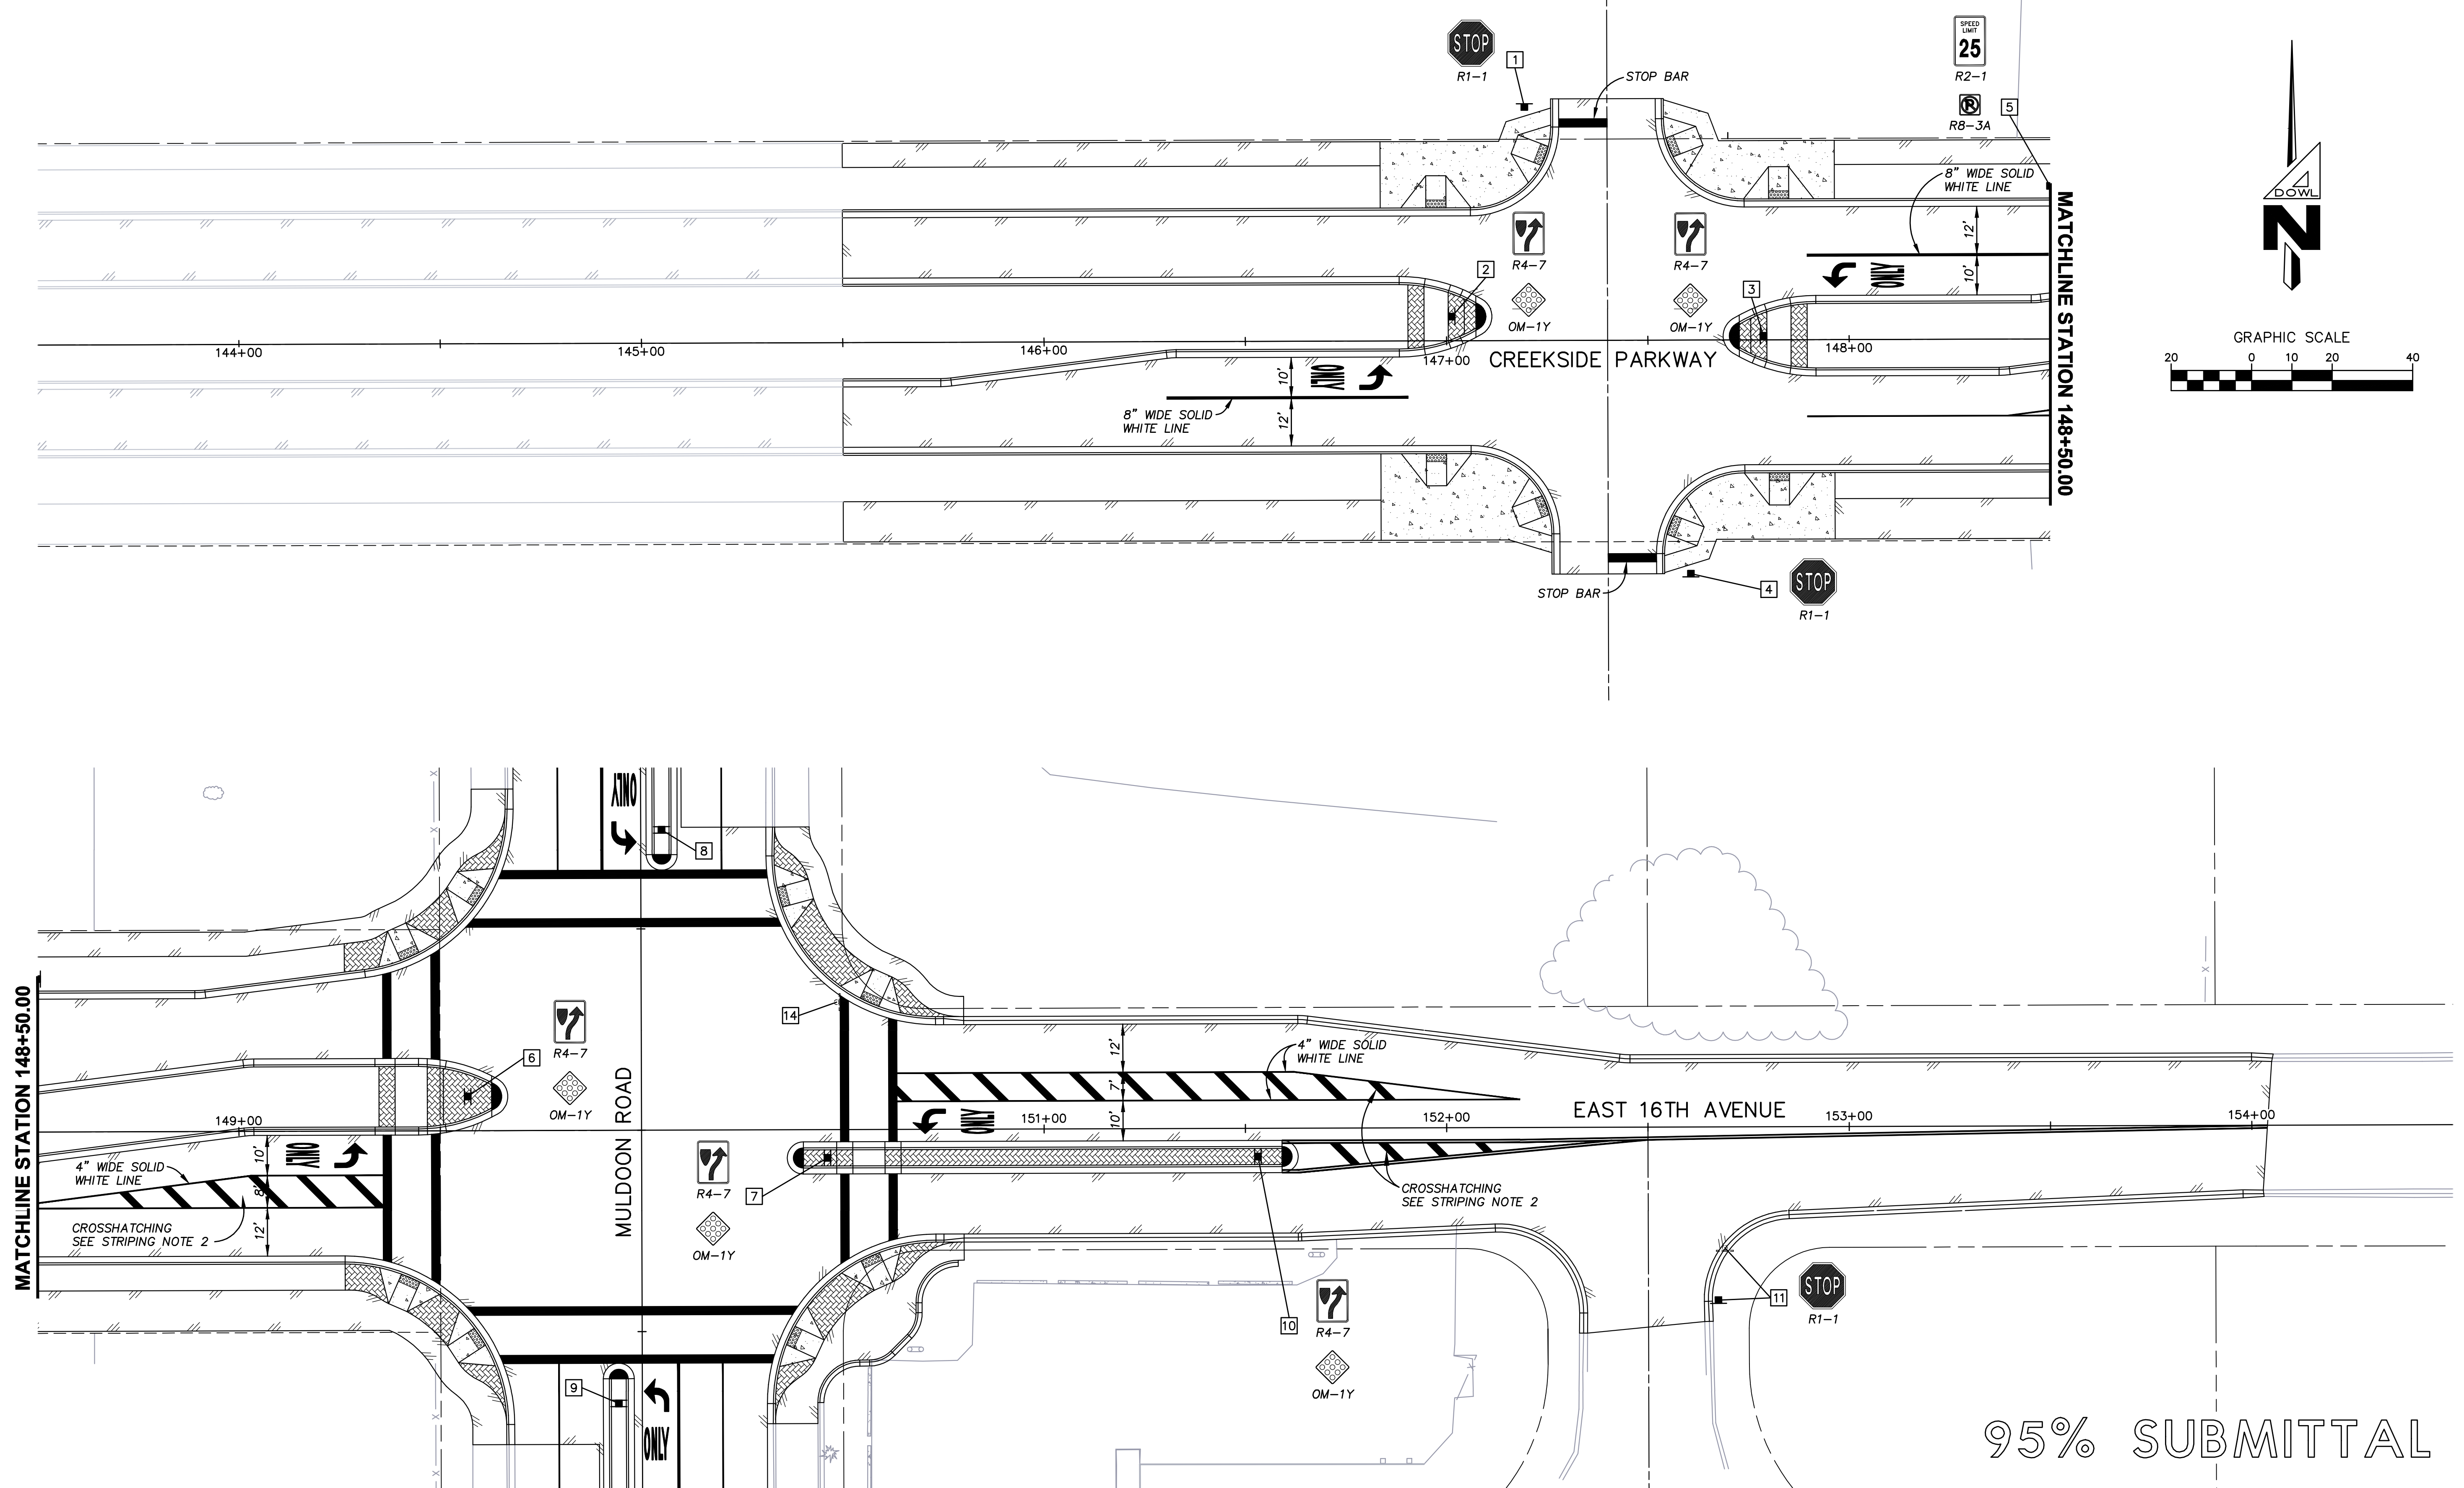 STOP
R1-1
1
STOP BAR
SPEED
LIMIT
25
R2-1
R
R8-3A
5
8" WIDE SOLID
WHITE LINE
12'
10'
ONLY
MATCHLINE STATION 148+50.00
DOWL
N
GRAPHIC SCALE
20 0 10 20 40
R4-7
R4-7
2
3
OM-1Y
OM-1Y
144+00
145+00
146+00
147+00
CREEKSIDE PARKWAY
148+00
10'
ONLY
8" WIDE SOLID
WHITE LINE
12'
STOP BAR
4
STOP
R1-1
ONLY
8
MATCHLINE STATION 148+50.00
14
R4-7
6
OM-1Y
MULDOON ROAD
12'
7'
10'
4" WIDE SOLID
WHITE LINE
149+00
ONLY
151+00
152+00
EAST 16TH AVENUE
153+00
154+00
10'
ONLY
4" WIDE SOLID
WHITE LINE
8'
12'
CROSSHATCHING
SEE STRIPING NOTE 2
R4-7
7
OM-1Y
CROSSHATCHING
SEE STRIPING NOTE 2
10
R4-7
OM-1Y
11
STOP
R1-1
9
ONLY
95% SUBMITTAL